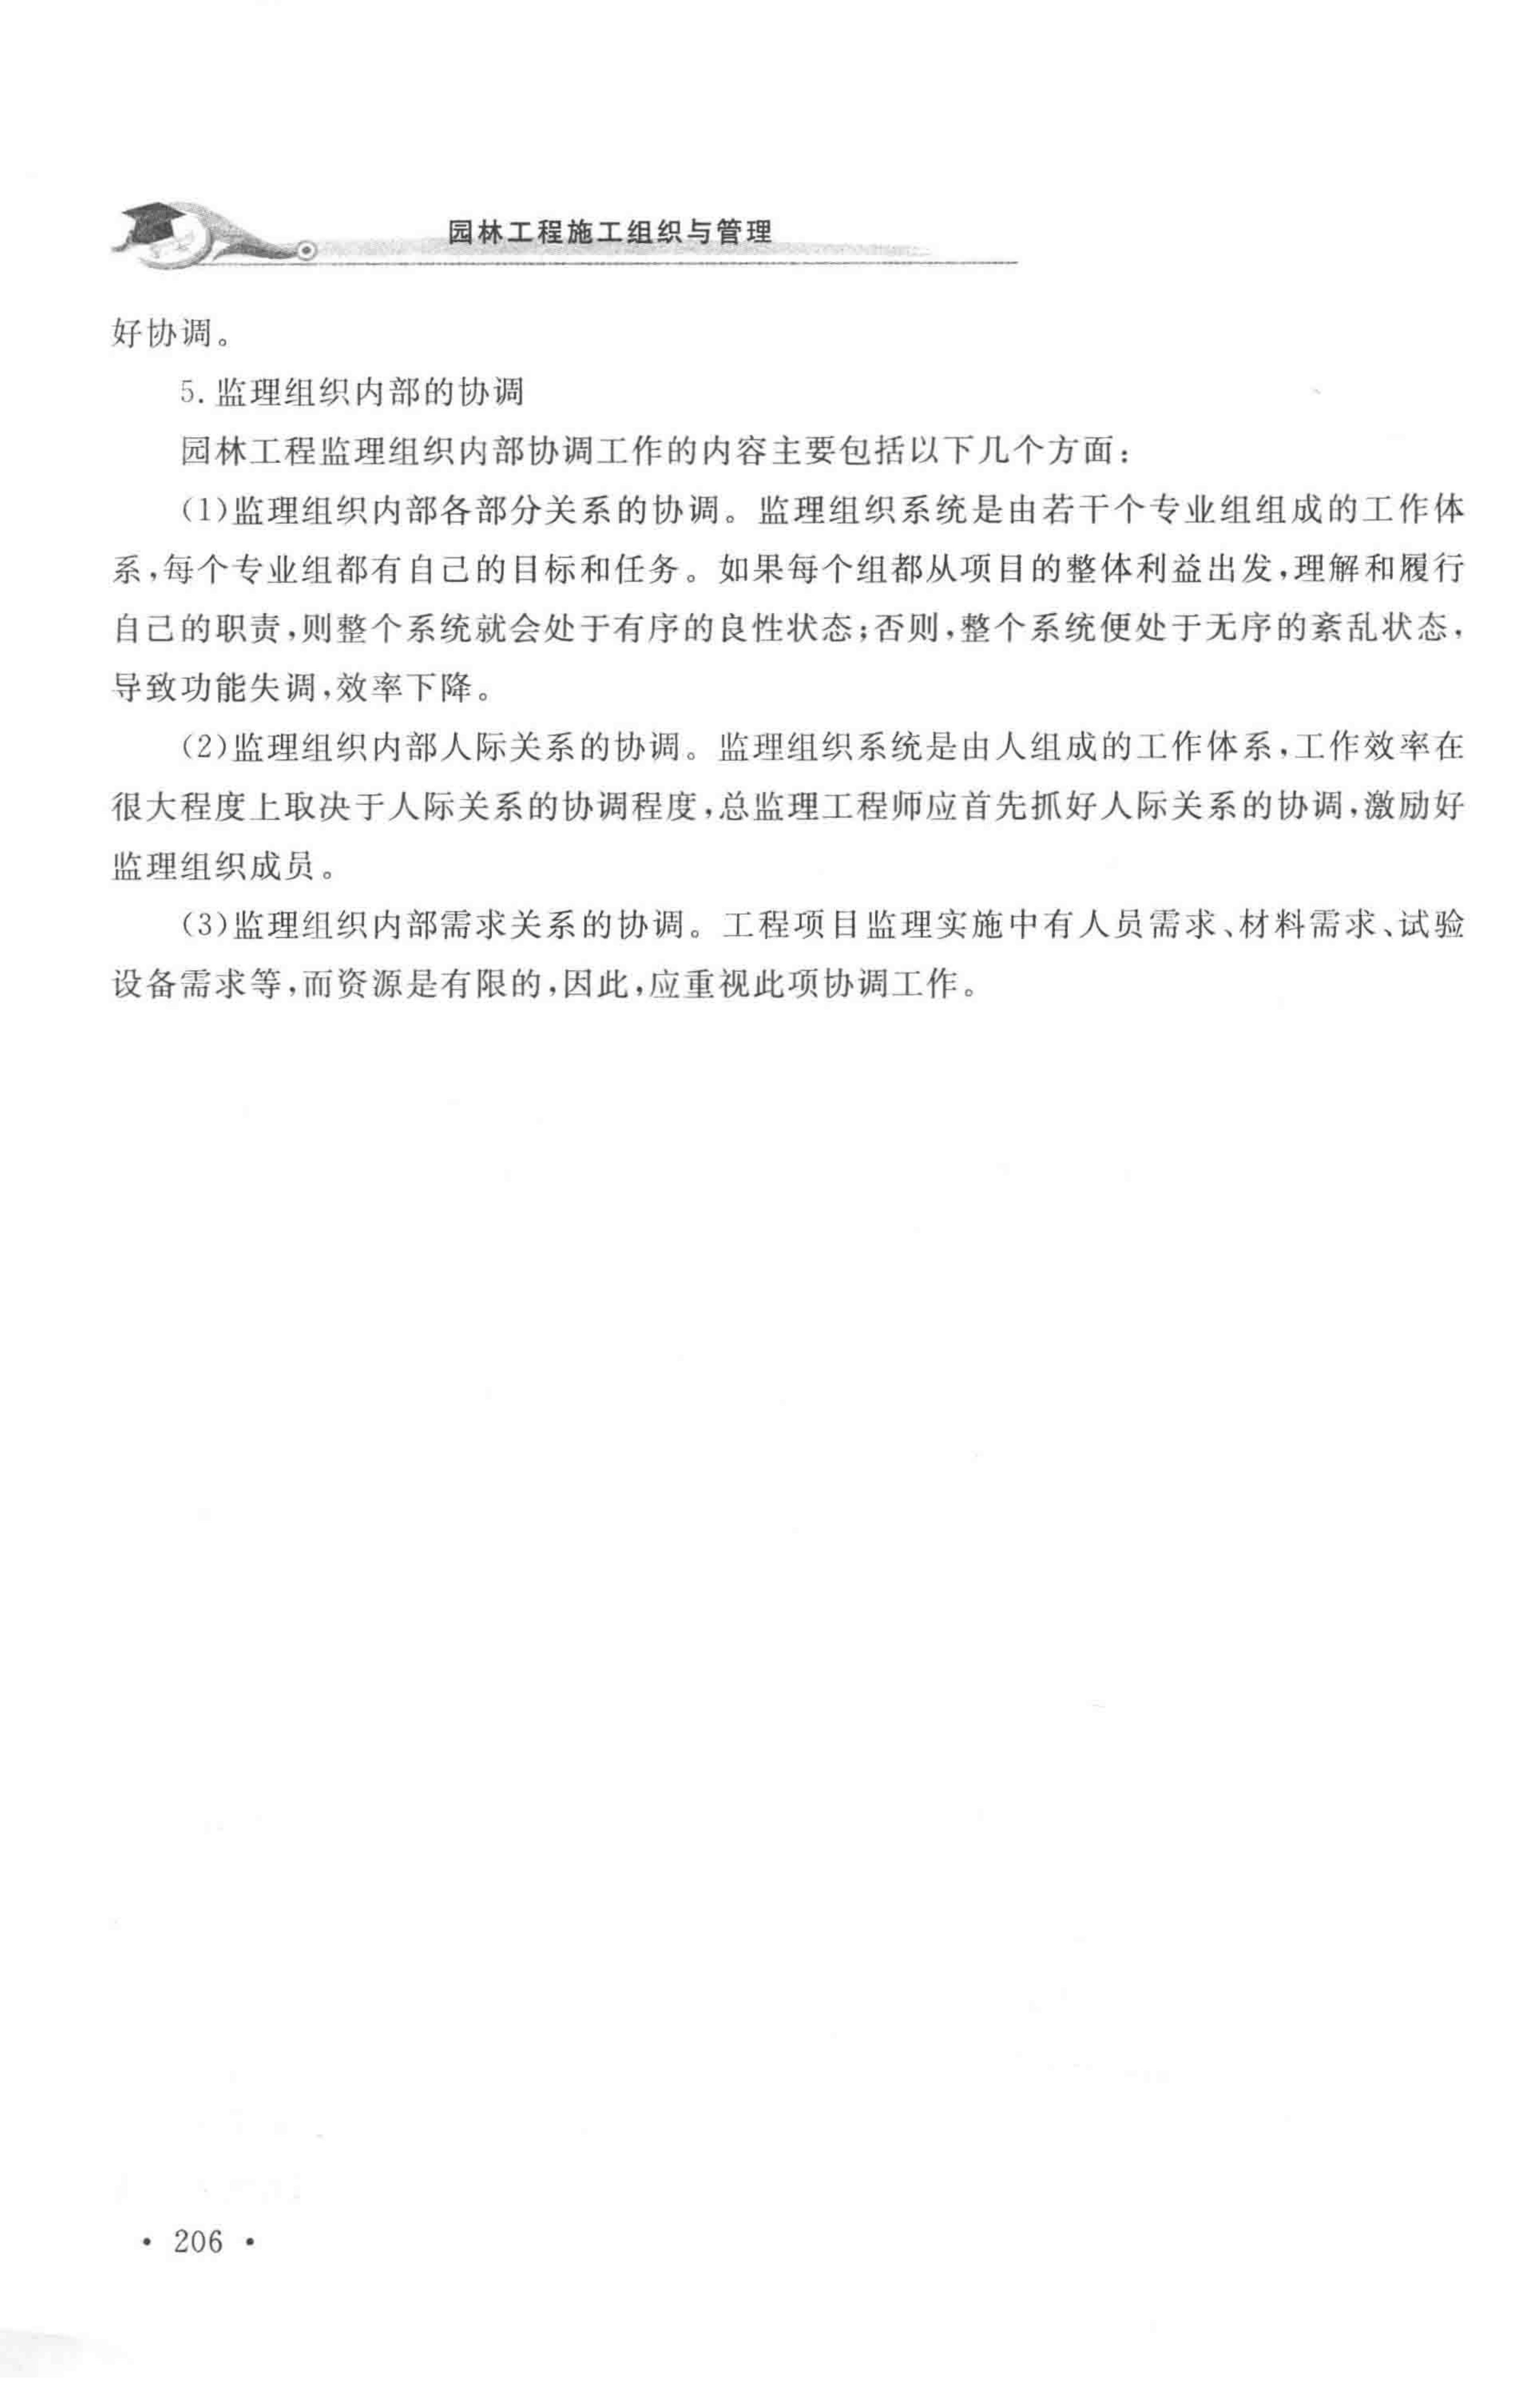 园林工程施工组织与管理
好协调。
5. 监理组织内部的协调
园林工程监理组织内部协调工作的内容主要包括以下几个方面：
(1)监理组织内部各部分关系的协调。监理组织系统是由若干个专业组组成的工作体
系,每个专业组都有自己的目标和任务。如果每个组都从项目的整体利益出发,理解和履行
自己的职责,则整个系统就会处于有序的良性状态;否则,整个系统便处于无序的紊乱状态,
导致功能失调,效率下降。
(2)监理组织内部人际关系的协调。监理组织系统是由人组成的工作体系,工作效率在
很大程度上取决于人际关系的协调程度,总监理工程师应首先抓好人际关系的协调,激励好
监理组织成员。
(3)监理组织内部需求关系的协调。工程项目监理实施中有人员需求、材料需求、试验
设备需求等,而资源是有限的,因此,应重视此项协调工作。
• 206 •